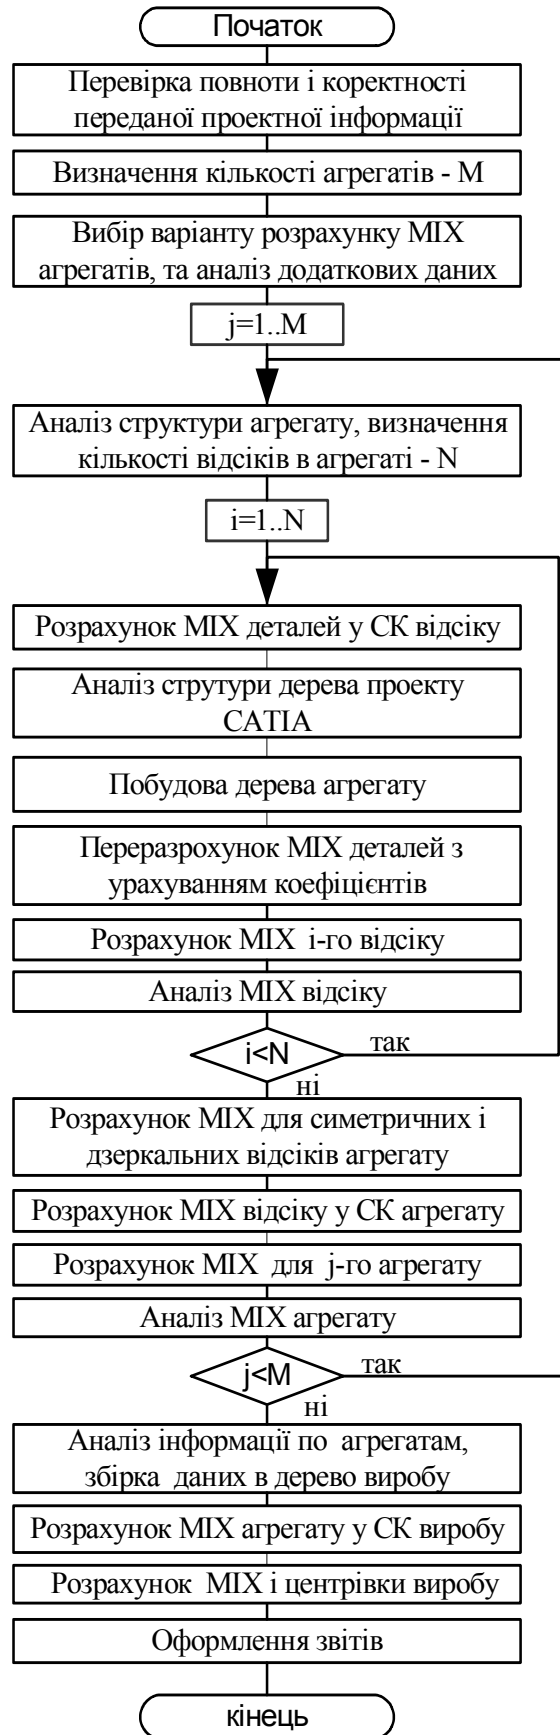 Початок
Перевірка повноти і коректності
переданої проектної інформації
Визначення кількості агрегатів - М
Вибір варіанту розрахунку МІХ
агрегатів, та аналіз додаткових даних
j=1..M
Аналіз структури агрегату, визначення
кількості відсіків в агрегаті - N
i=1..N
Розрахунок МІХ деталей у СК відсіку
Аналіз струтури дерева проекту
CATIA
Побудова дерева агрегату
Переразрохунок МІХ деталей з
урахуванням коефіцієнтів
Розрахунок МІХ і-го відсіку
Аналіз МІХ відсіку
i<N
так
ні
Розрахунок МІХ для симетричних і
дзеркальних відсіків агрегату
Розрахунок МІХ відсіку у СК агрегату
Розрахунок МІХ для j-го агрегату
Аналіз МІХ агрегату
j<M
так
ні
Аналіз інформації по агрегатам,
збірка даних в дерево виробу
Розрахунок МІХ агрегату у СК виробу
Розрахунок МІХ і центрівки виробу
Оформлення звітів
кінець